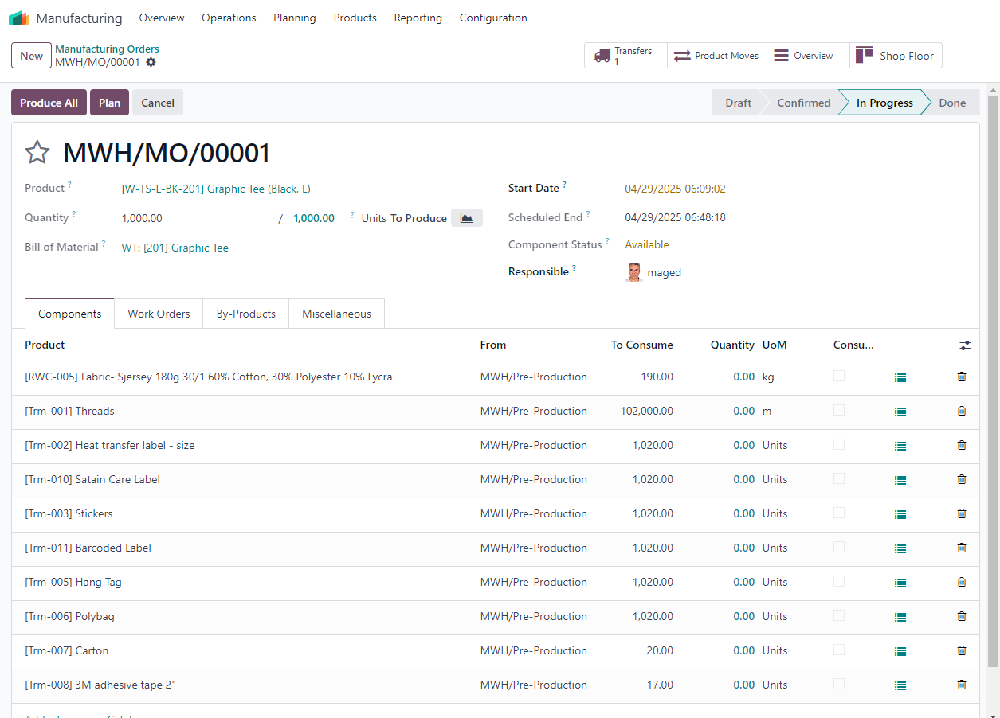 Manufacturing Overview Operations Planning Products Reporting Configuration
New Manufacturing Orders
MWH/MO/00001
Transfers 1 Product Moves Overview Shop Floor
Produce All Plan Cancel Draft Confirmed In Progress Done
MWH/MO/00001
Product ? [W-TS-L-BK-201] Graphic Tee (Black, L) Start Date ? 04/29/2025 06:09:02
Quantity ? 1,000.00 / 1,000.00 ? Units To Produce Scheduled End ? 04/29/2025 06:48:18
Bill of Material ? WT: [201] Graphic Tee Component Status ? Available
Responsible ? maged
Components Work Orders By-Products Miscellaneous
Product From To Consume Quantity UoM Consu...
[RWC-005] Fabric- Sjersey 180g 30/1 60% Cotton, 30% Polyester 10% Lycra MWH/Pre-Production 190.00 0.00 kg
[Trm-001] Threads MWH/Pre-Production 102,000.00 0.00 m
[Trm-002] Heat transfer label - size MWH/Pre-Production 1,020.00 0.00 Units
[Trm-010] Satain Care Label MWH/Pre-Production 1,020.00 0.00 Units
[Trm-003] Stickers MWH/Pre-Production 1,020.00 0.00 Units
[Trm-011] Barcoded Label MWH/Pre-Production 1,020.00 0.00 Units
[Trm-005] Hang Tag MWH/Pre-Production 1,020.00 0.00 Units
[Trm-006] Polybag MWH/Pre-Production 1,020.00 0.00 Units
[Trm-007] Carton MWH/Pre-Production 20.00 0.00 Units
[Trm-008] 3M adhesive tape 2" MWH/Pre-Production 17.00 0.00 Units